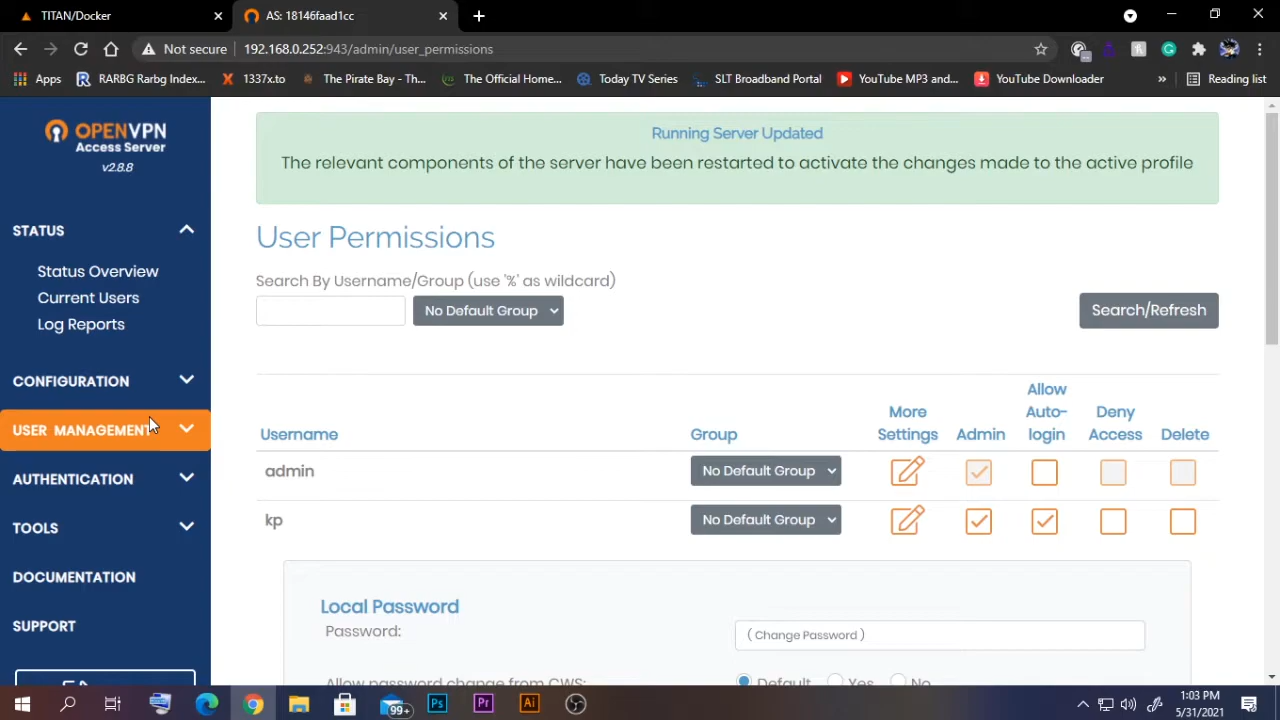 TITAN/Docker
AS: 18146faad1cc
Not secure 192.168.0.252:943/admin/user_permissions
Apps RARBG Rarbg Index... 1337x.to The Pirate Bay - Th... The Official Home... Today TV Series SLT Broadband Portal YouTube MP3 and... YouTube Downloader » Reading list
OPENVPN
Access Server
v2.8.8
STATUS
Status Overview
Current Users
Log Reports
CONFIGURATION
USER MANAGEMENT
AUTHENTICATION
TOOLS
DOCUMENTATION
SUPPORT
Running Server Updated
The relevant components of the server have been restarted to activate the changes made to the active profile
User Permissions
Search By Username/Group (use '%' as wildcard)
No Default Group
Search/Refresh
Username Group More Settings Admin Allow Auto-login Deny Access Delete
admin No Default Group
kp No Default Group
Local Password
Password: ( Change Password )
Allow password change from CWS: Default Yes No
99+
Ps Pr Ai
1:03 PM
5/31/2021